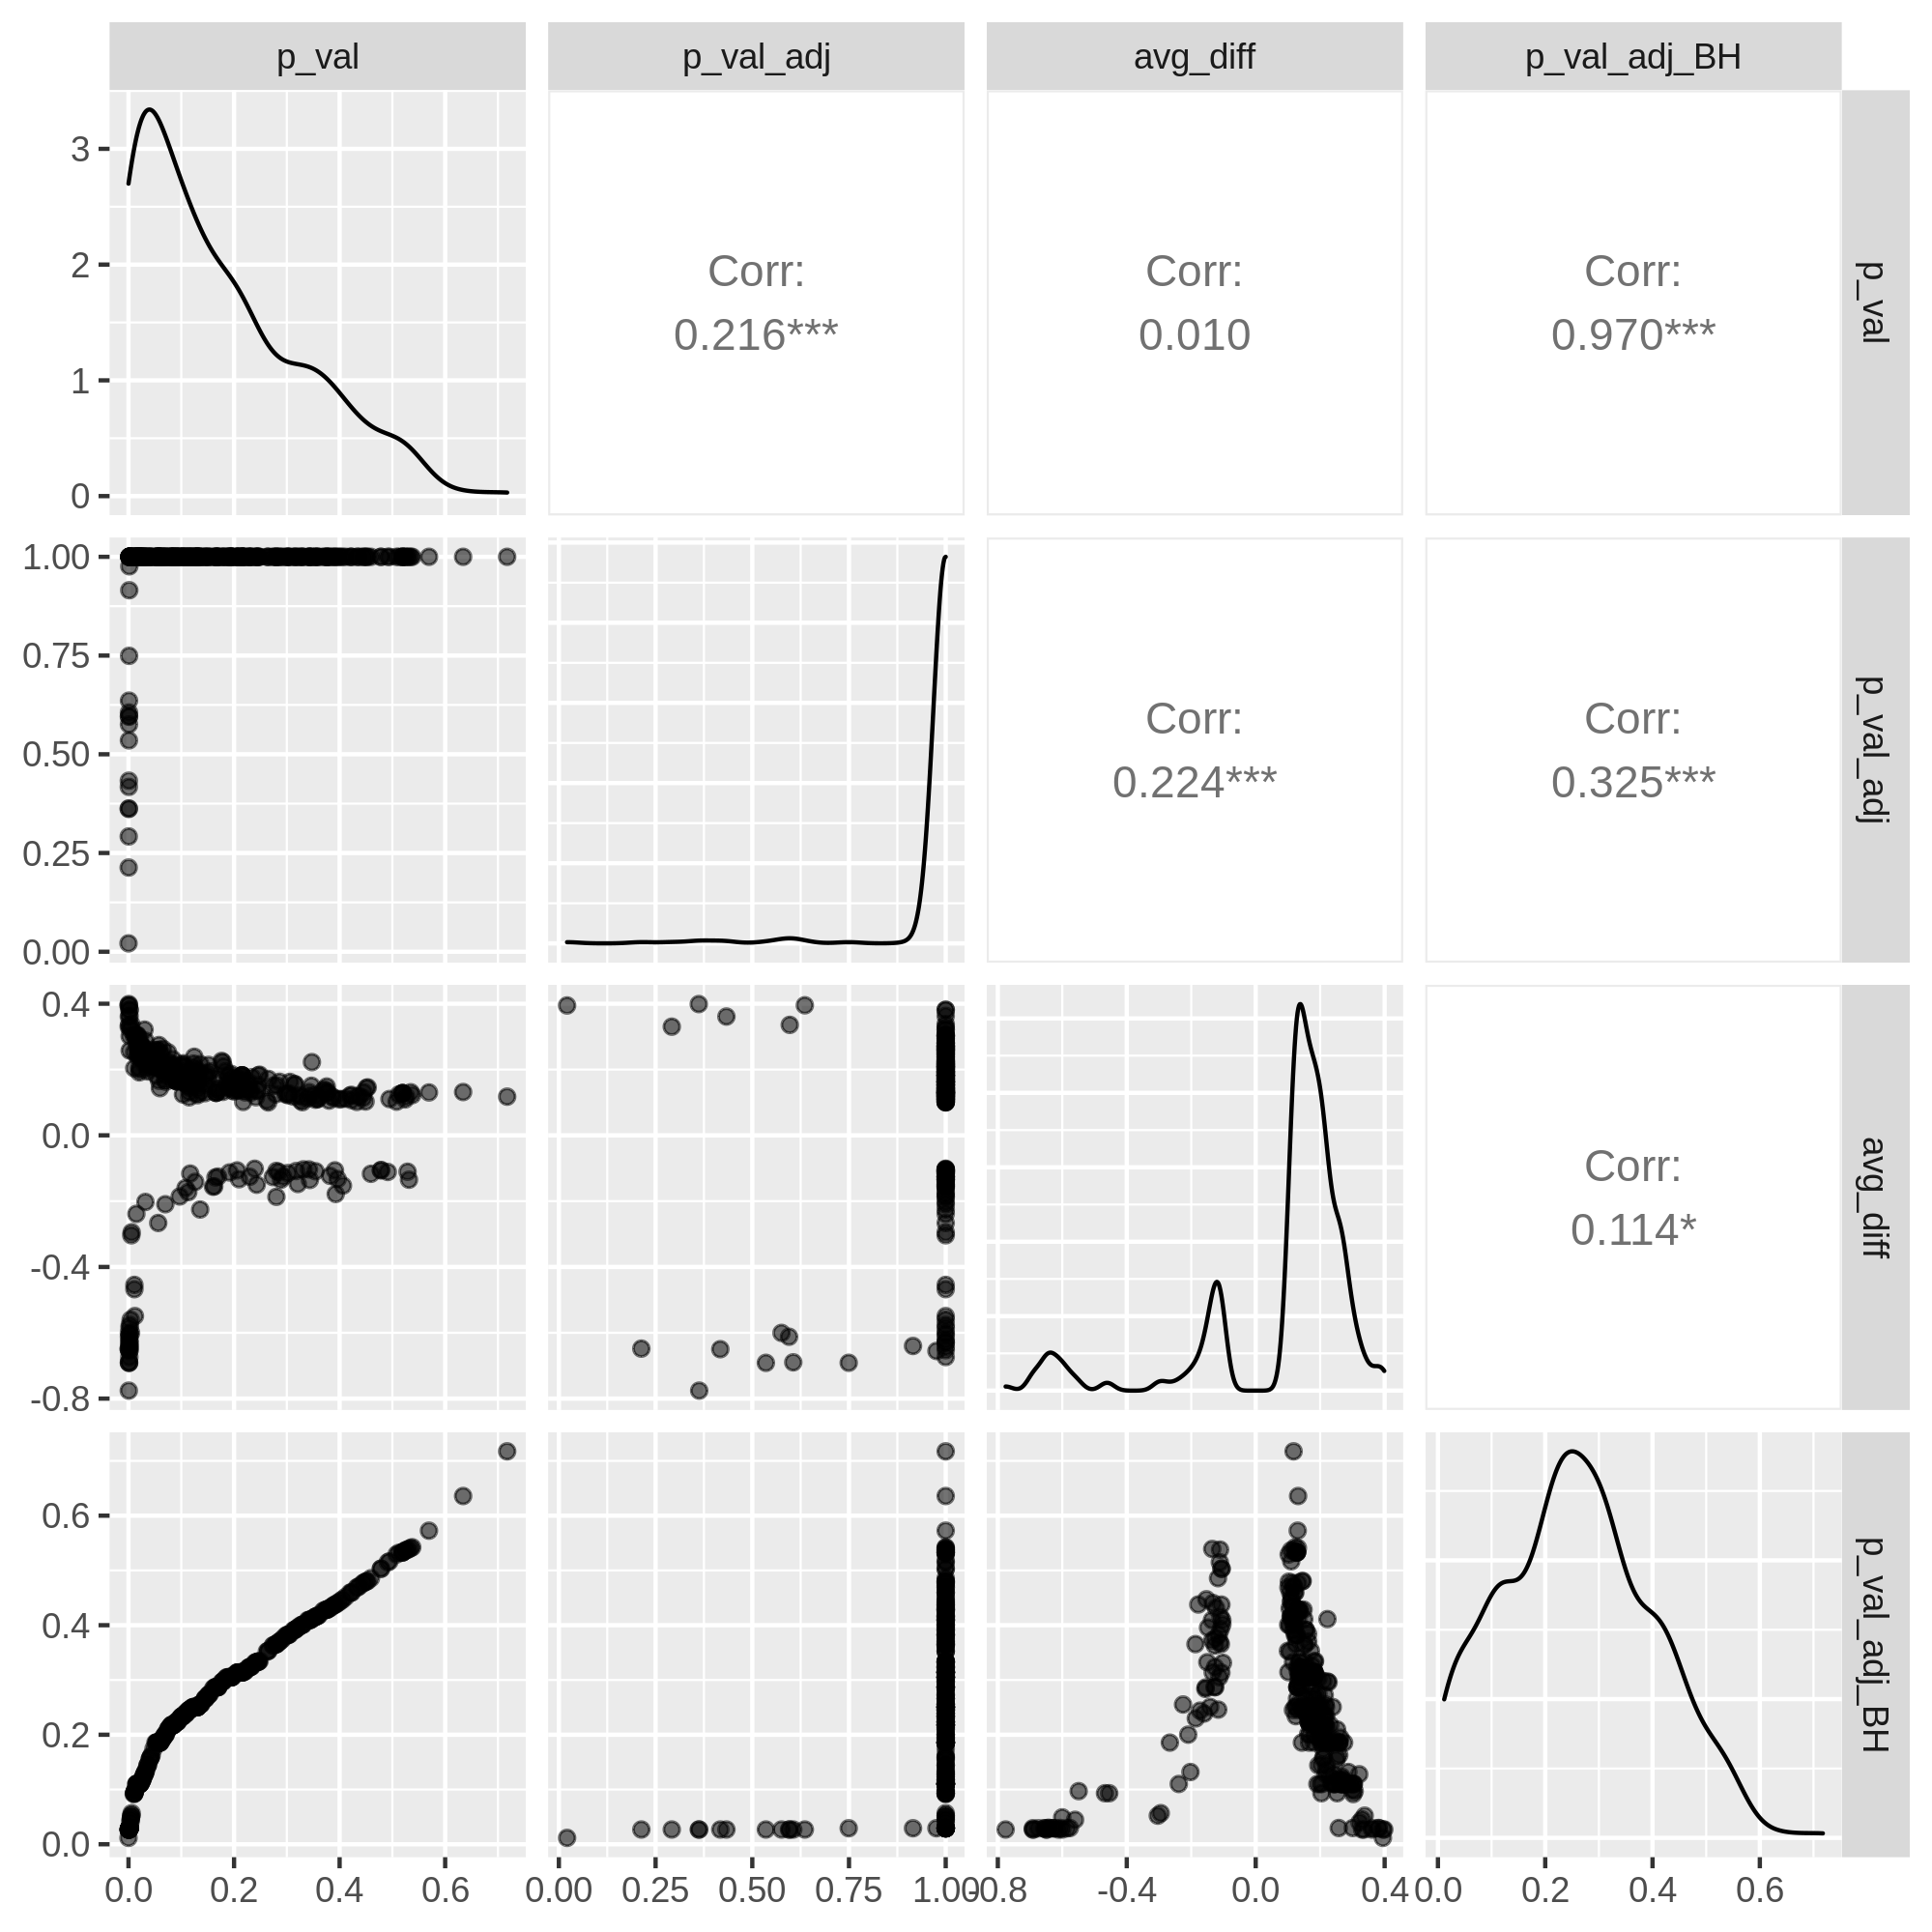 p_val p_val_adj avg_diff p_val_adj_BH
3
2
1
0
Corr:
0.216***
Corr:
0.010
Corr:
0.970***
p_val
1.00
0.75
0.50
0.25
0.00
Corr:
0.224***
Corr:
0.325***
p_val_adj
0.4
0.0
-0.4
-0.8
Corr:
0.114*
avg_diff
0.6
0.4
0.2
0.0
p_val_adj_BH
0.0 0.2 0.4 0.6
0.00 0.25 0.50 0.75 1.00
-0.8 -0.4 0.0 0.4
0.0 0.2 0.4 0.6